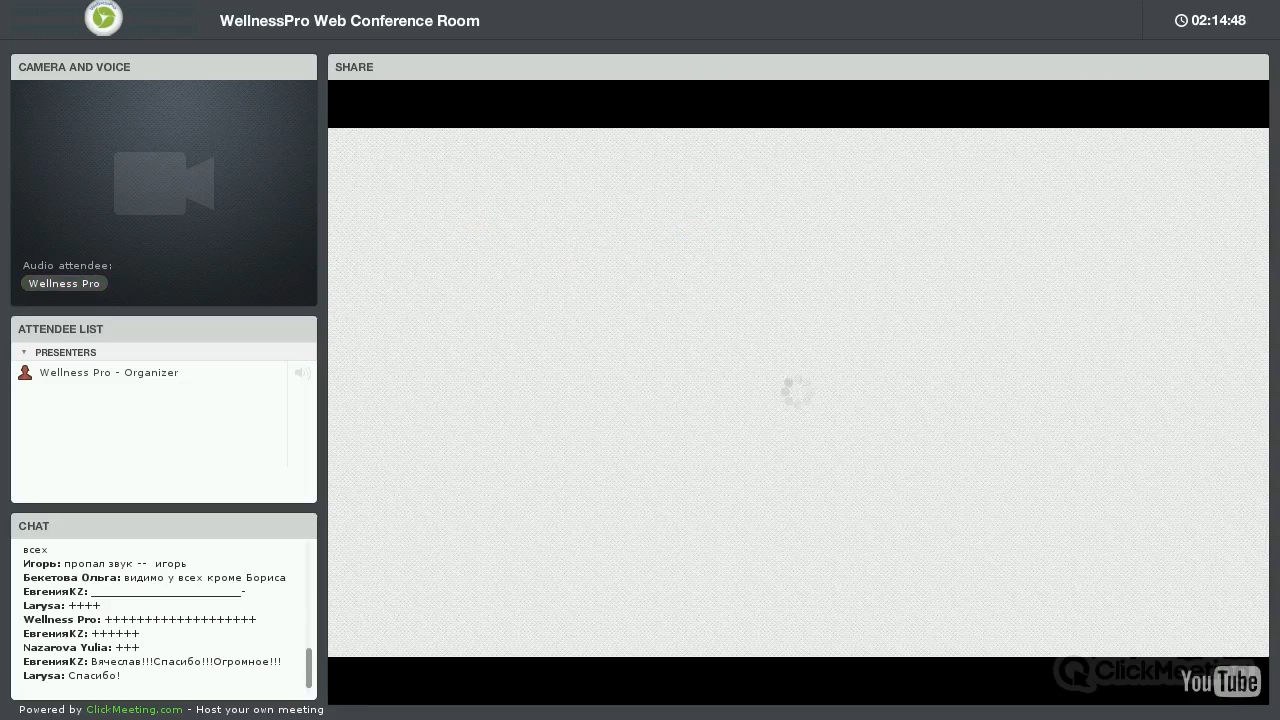 WellnessPro Web Conference Room
02:14:48
CAMERA AND VOICE
Audio attendee:
Wellness Pro
ATTENDEE LIST
PRESENTERS
Wellness Pro - Organizer
CHAT
всех
Игорь: пропал звук -- игорь
Бекетова Ольга: видимо у всех кроме Бориса
ЕвгенияKZ: _________________________-
Larysa: ++++
Wellness Pro: +++++++++++++++++++
ЕвгенияKZ: ++++++
Nazarova Yulia: +++
ЕвгенияKZ: Вячеслав!!!Спасибо!!!Огромное!!!
Larysa: Спасибо!
Powered by ClickMeeting.com - Host your own meeting
SHARE
ClickMeeting
YouTube